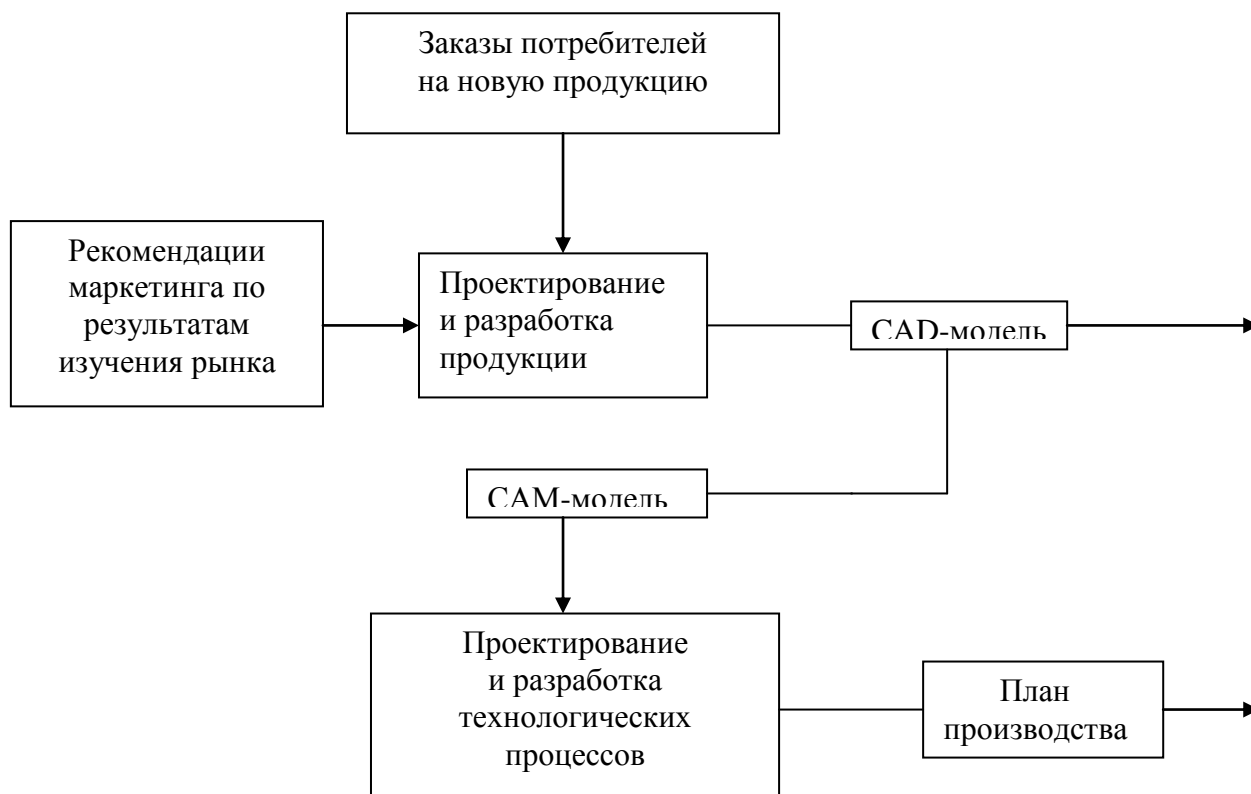 Заказы потребителей
на новую продукцию
Рекомендации
маркетинга по
результатам
изучения рынка
Проектирование
и разработка
продукции
CAD-модель
CAM-модель
Проектирование
и разработка
технологических
процессов
План
производства